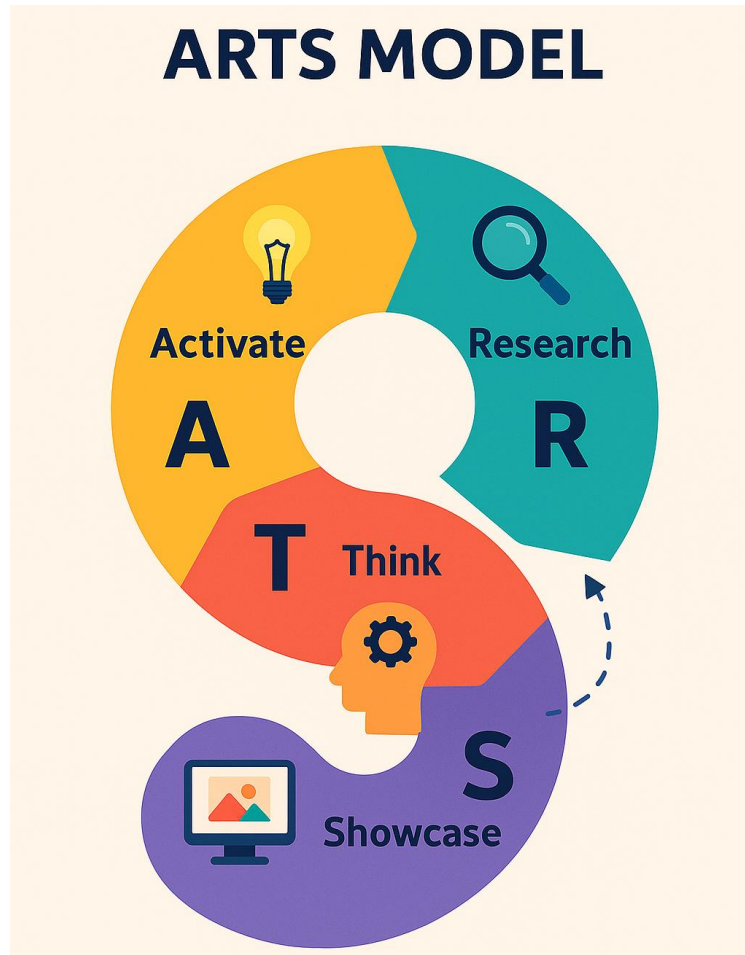 ARTS MODEL
Activate
A
Research
R
T Think
S
Showcase